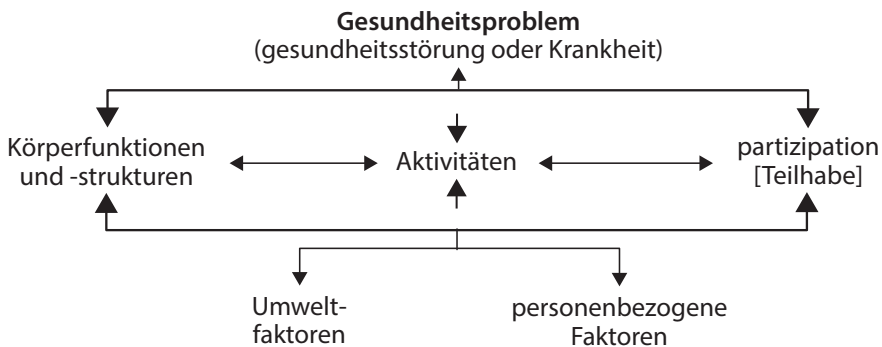 Gesundheitsproblem
(gesundheitsstörung oder Krankheit)
Körperfunktionen
und -strukturen
Aktivitäten
partizipation
[Teilhabe]
Umwelt-
faktoren
personenbezogene
Faktoren